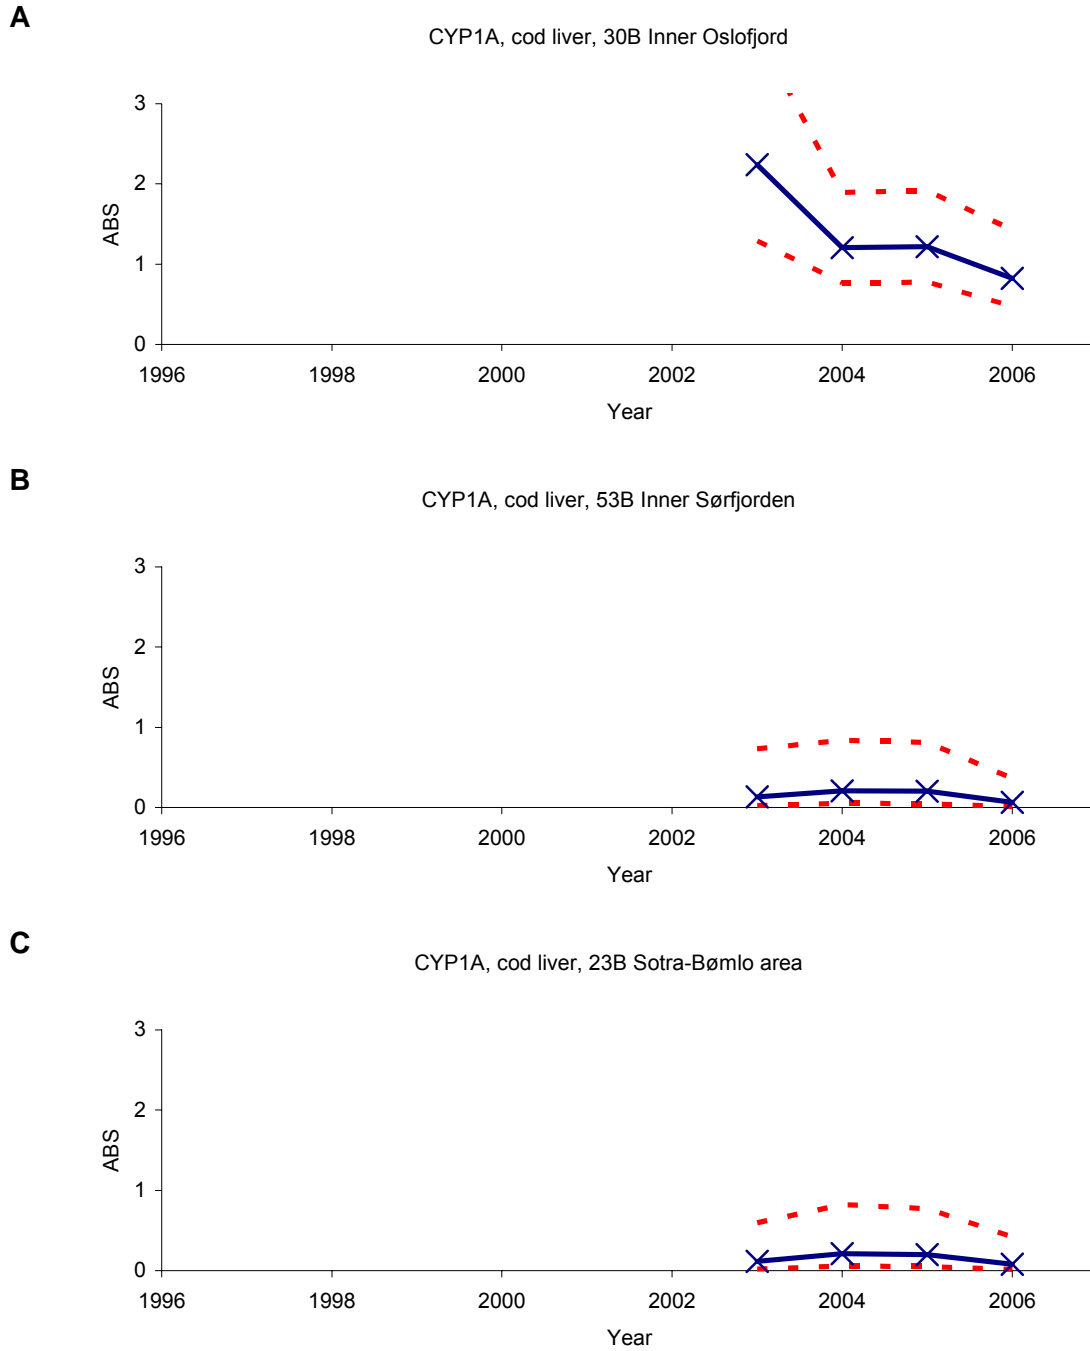 A
CYP1A, cod liver, 30B Inner Oslofjord
3
2
1
0
ABS
1996 1998 2000 2002 2004 2006
Year
B
CYP1A, cod liver, 53B Inner Sørfjorden
3
2
1
0
ABS
1996 1998 2000 2002 2004 2006
Year
C
CYP1A, cod liver, 23B Sotra-Bømlo area
3
2
1
0
ABS
1996 1998 2000 2002 2004 2006
Year